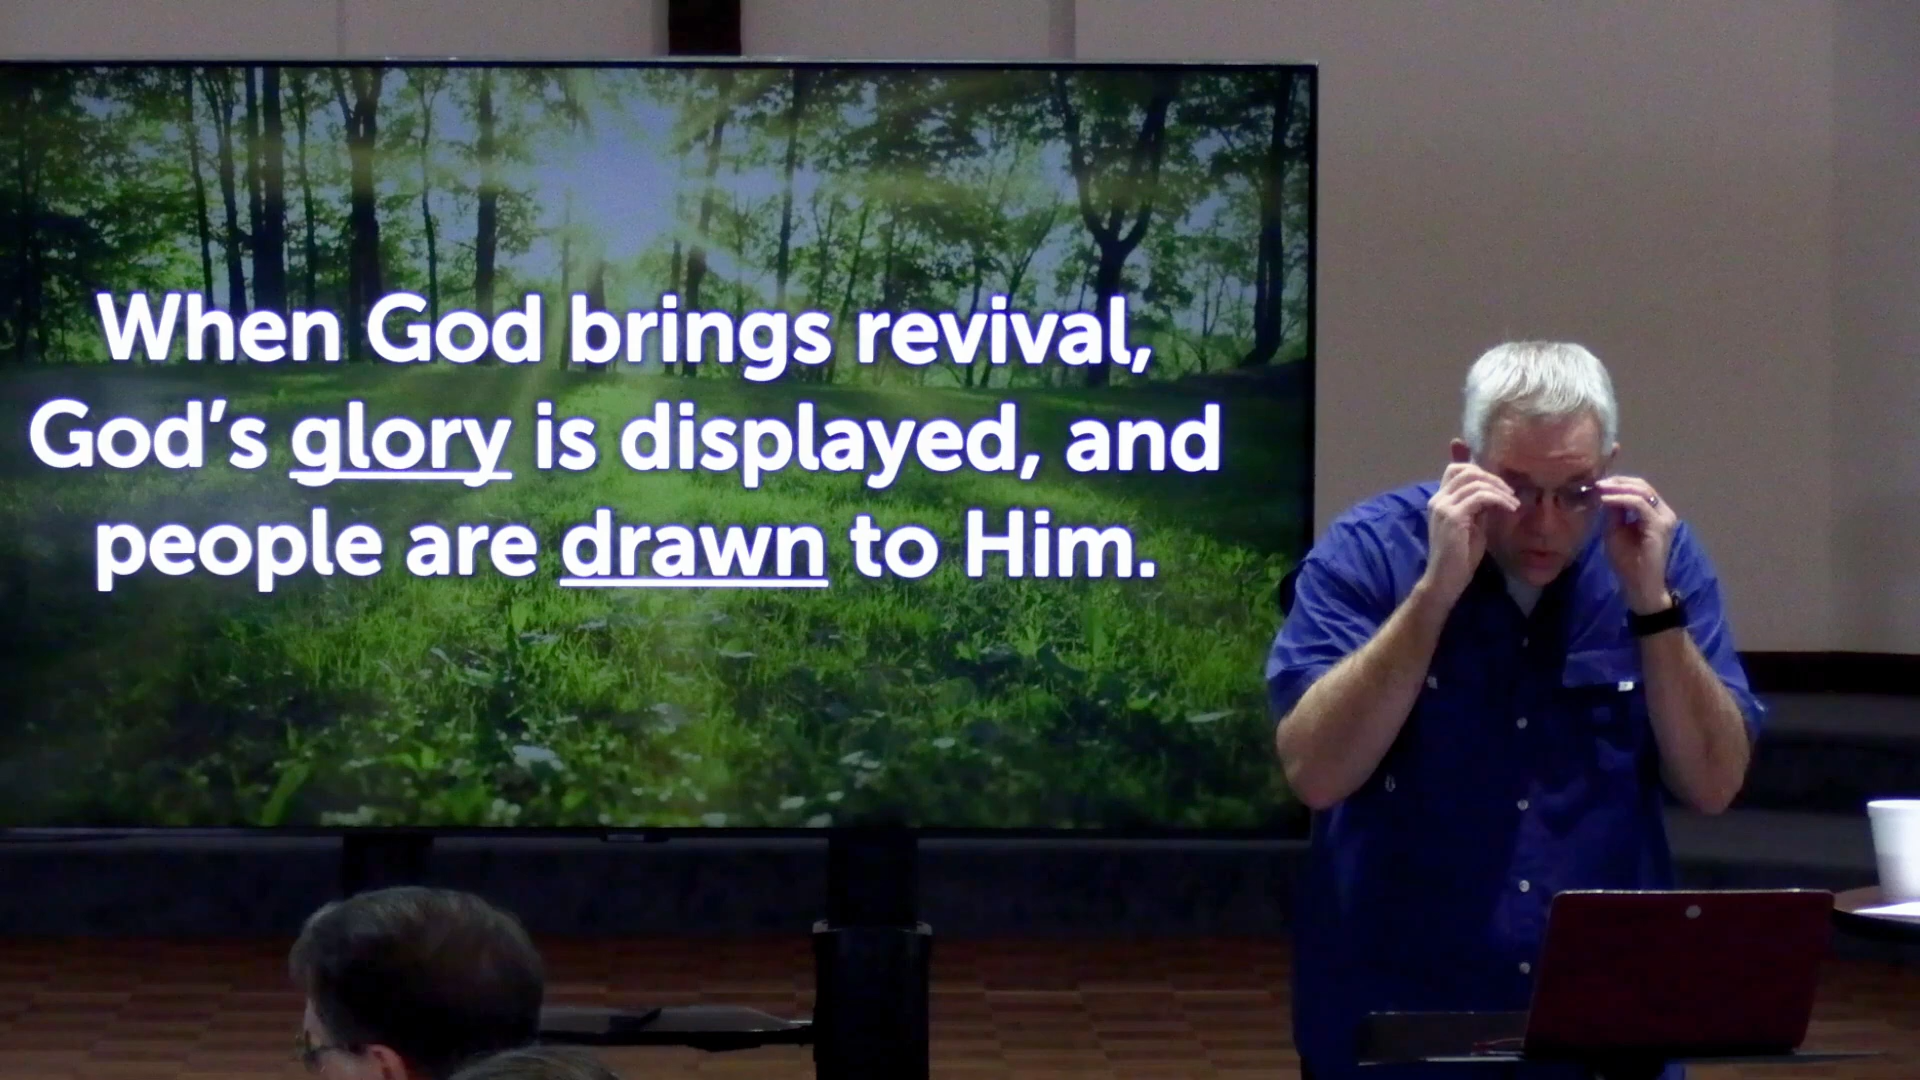 When God brings revival,
God's glory is displayed, and
people are drawn to Him.